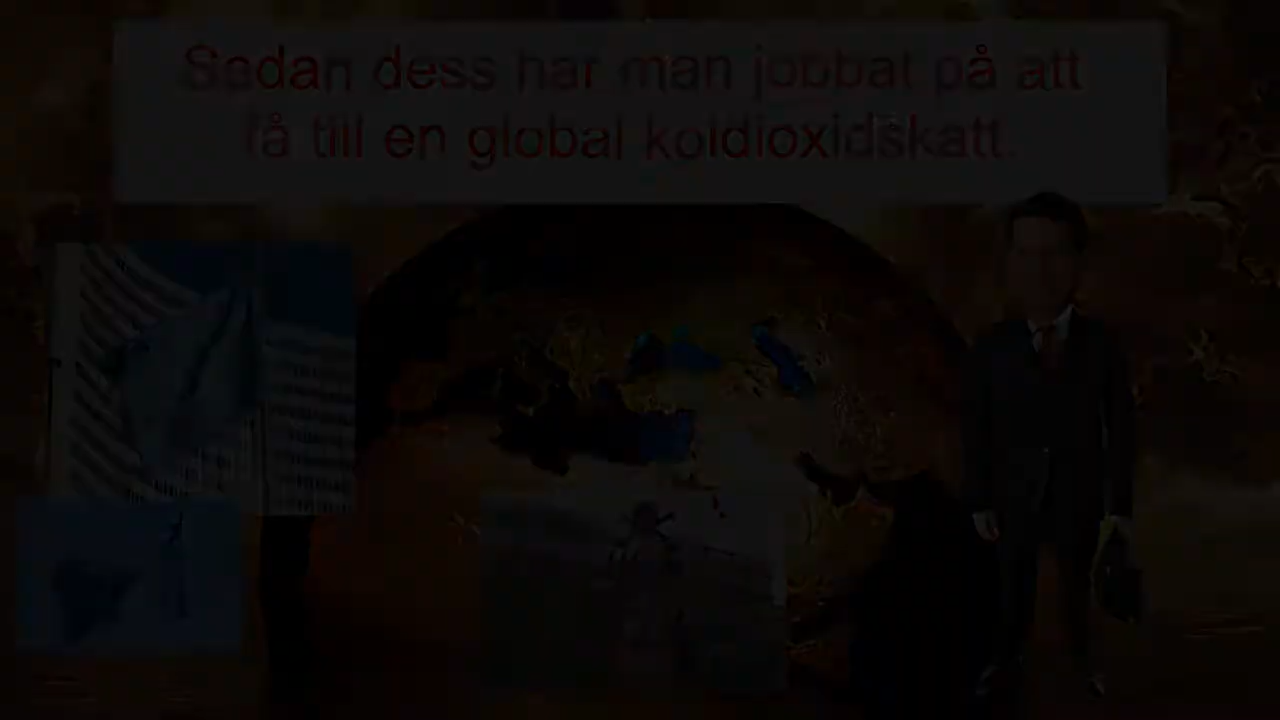 Sedan dess har man jobbat på att
få till en global koldioxidskatt.